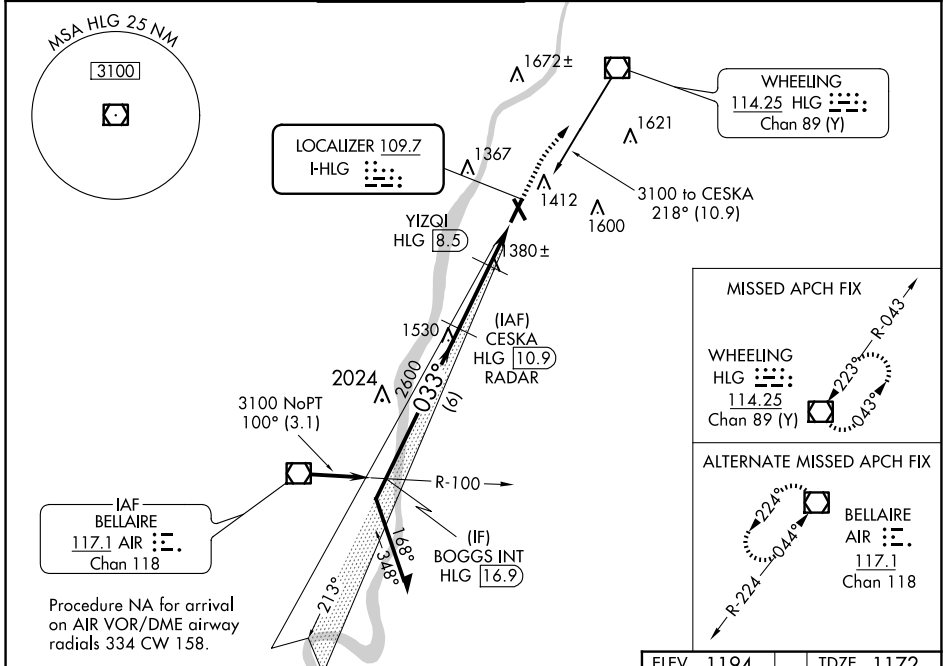 MSA HLG 25 NM
3100
1672±
WHEELING
114.25 HLG
Chan 89 (Y)
1621
LOCALIZER 109.7
I-HLG
1367
1412
1600
3100 to CESKA
218° (10.9)
YIZQI
HLG 8.5
1380±
1530
(IAF)
CESKA
HLG 10.9
RADAR
2024
2600
033°
(6)
3100 NoPT
100° (3.1)
R-100
IAF
BELLAIRE
117.1 AIR
Chan 118
(IF)
BOGGS INT
HLG 16.9
168°
348°
213°
Procedure NA for arrival
on AIR VOR/DME airway
radials 334 CW 158.
MISSED APCH FIX
R-043
WHEELING
HLG
114.25
Chan 89 (Y)
223°
043°
ALTERNATE MISSED APCH FIX
224°
044°
R-224
BELLAIRE
AIR
117.1
Chan 118
ELEV 1194
TDZE 1172